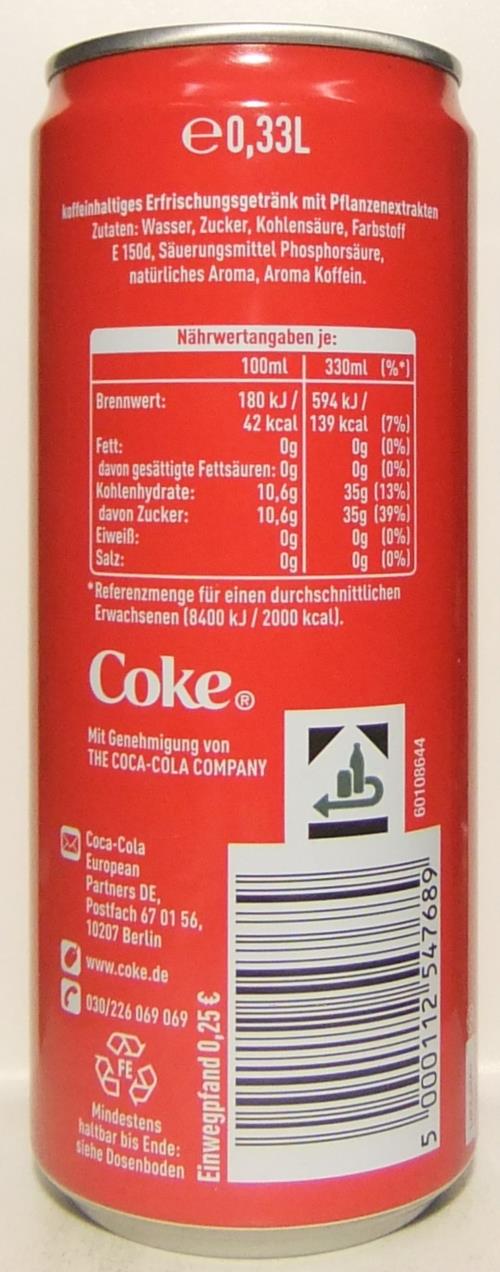 ℮0,33L
koffeinhaltiges Erfrischungsgetränk mit Pflanzenextrakten
Zutaten: Wasser, Zucker, Kohlensäure, Farbstoff
E 150d, Säuerungsmittel Phosphorsäure,
natürliches Aroma, Aroma Koffein.
Nährwertangaben je:
100ml 330ml (%*)
Brennwert: 180 kJ / 594 kJ /
42 kcal 139 kcal (7%)
Fett: 0g 0g (0%)
davon gesättigte Fettsäuren: 0g 0g (0%)
Kohlenhydrate: 10,6g 35g (13%)
davon Zucker: 10,6g 35g (39%)
Eiweiß: 0g 0g (0%)
Salz: 0g 0g (0%)
*Referenzmenge für einen durchschnittlichen
Erwachsenen (8400 kJ / 2000 kcal).
Coke®
Mit Genehmigung von
THE COCA-COLA COMPANY
60108644
Coca-Cola
European
Partners DE,
Postfach 67 01 56,
10207 Berlin
www.coke.de
030/226 069 069
FE
Mindestens
haltbar bis Ende:
siehe Dosenboden
Einwegpfand 0,25 €
5 000112 547689